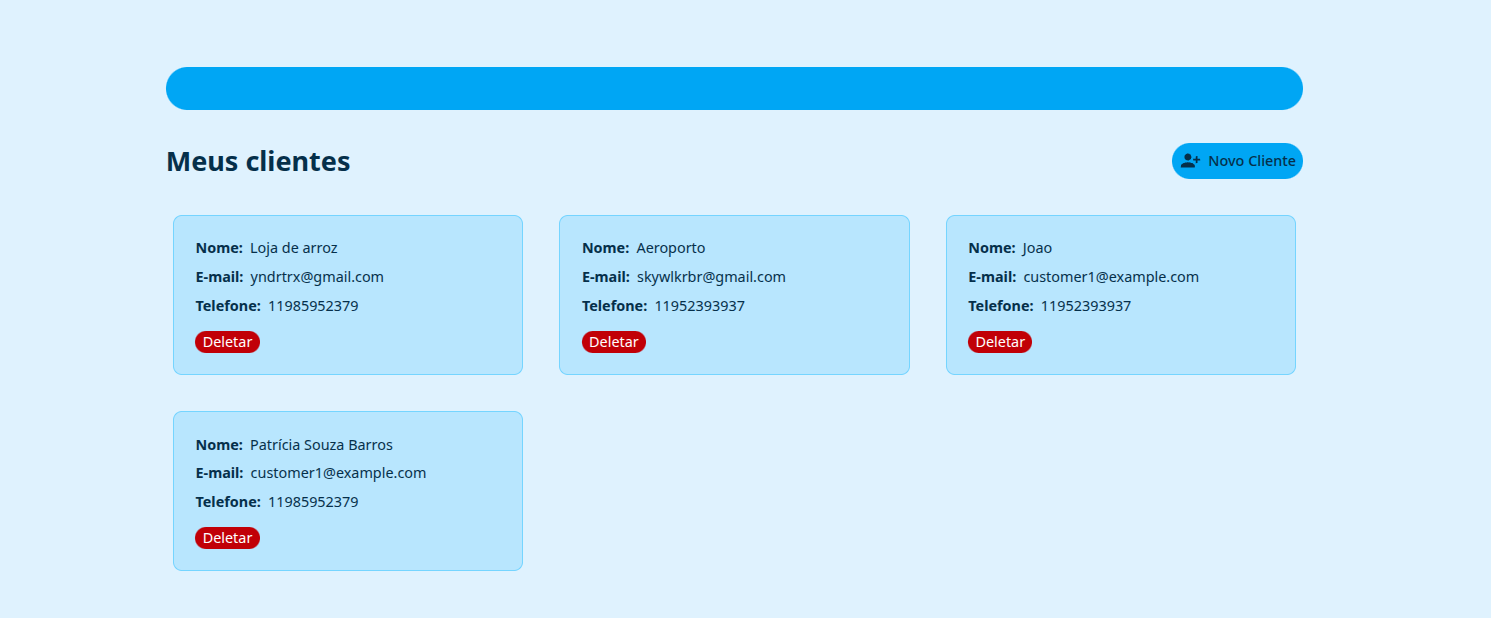 Meus clientes
Novo Cliente
Nome: Loja de arroz
E-mail: yndrtrx@gmail.com
Telefone: 11985952379
Deletar
Nome: Aeroporto
E-mail: skywlkrbr@gmail.com
Telefone: 11952393937
Deletar
Nome: Joao
E-mail: customer1@example.com
Telefone: 11952393937
Deletar
Nome: Patrícia Souza Barros
E-mail: customer1@example.com
Telefone: 11985952379
Deletar